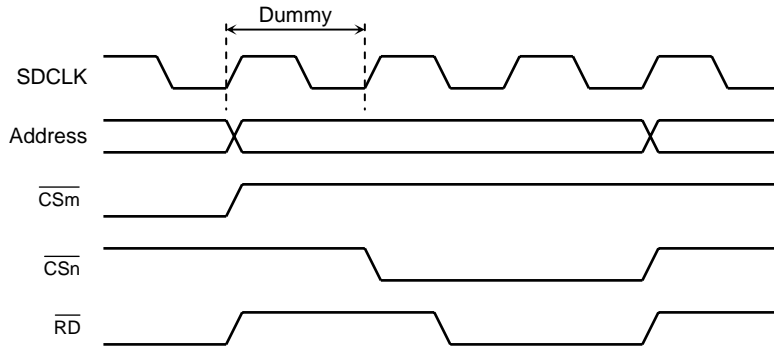 Dummy
SDCLK
Address
CSm
CSn
RD